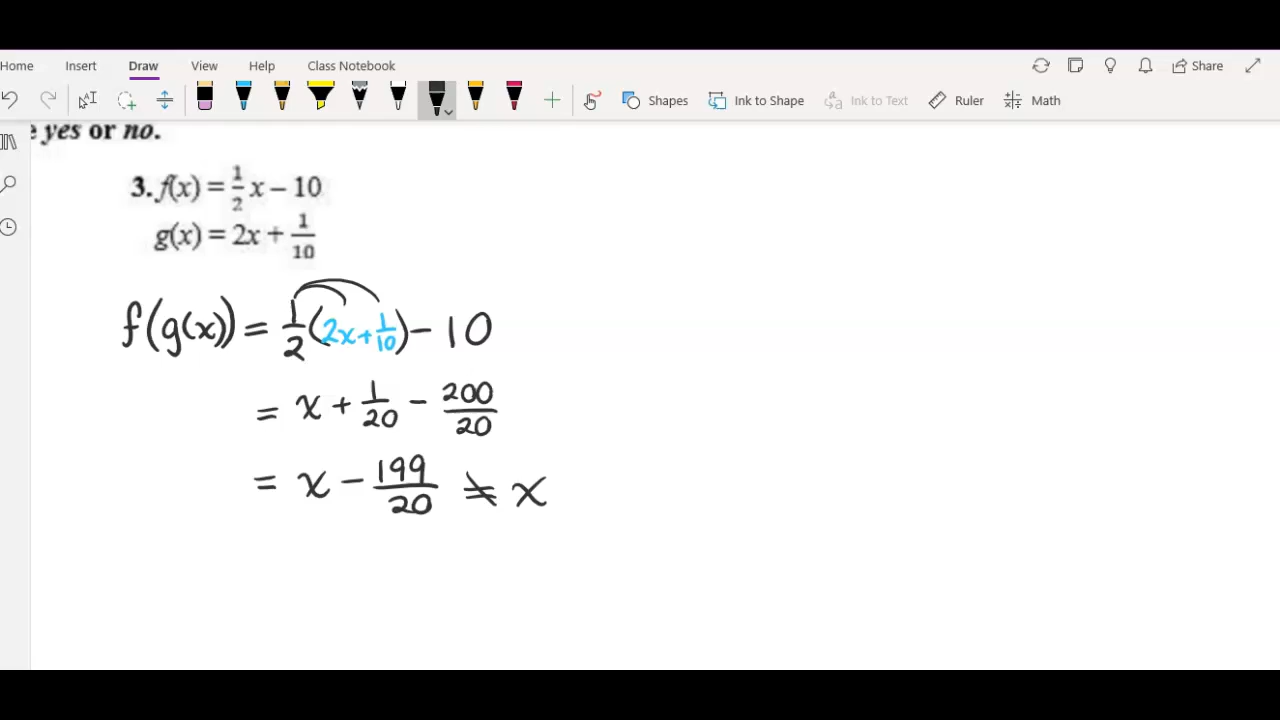 Home Insert Draw View Help Class Notebook Share
Shapes Ink to Shape Ink to Text Ruler Math
e yes or no.
3. f(x) = 1/2 x – 10
g(x) = 2x + 1/10
f(g(x)) = 1/2(2x + 1/10) – 10
= x + 1/20 – 200/20
= x – 199/20 ≠ x